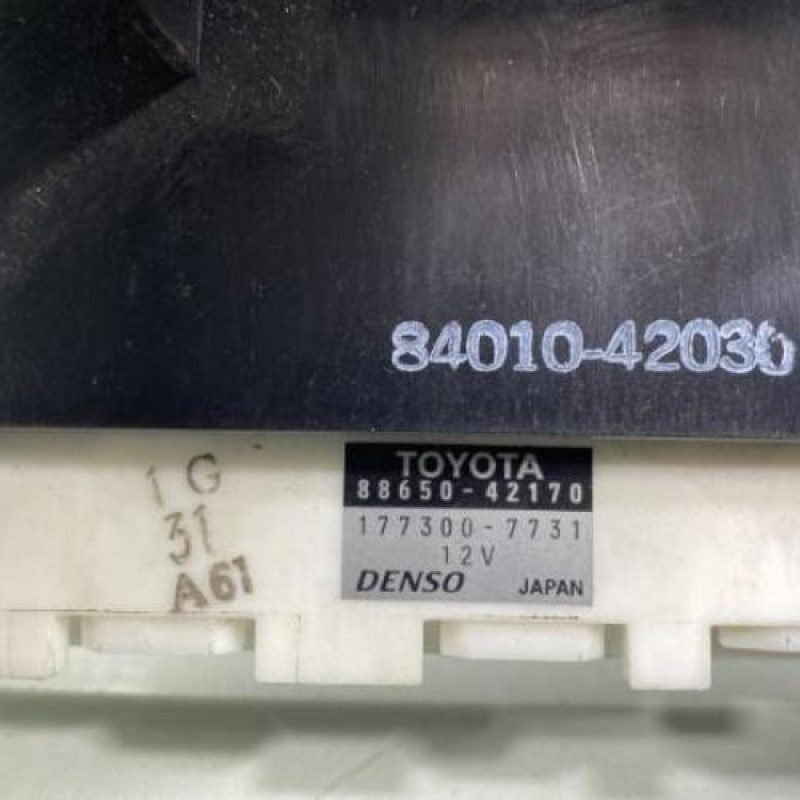 84010-42030
1G
31
A61
TOYOTA
88650-42170
177300-7731
12V
DENSO JAPAN